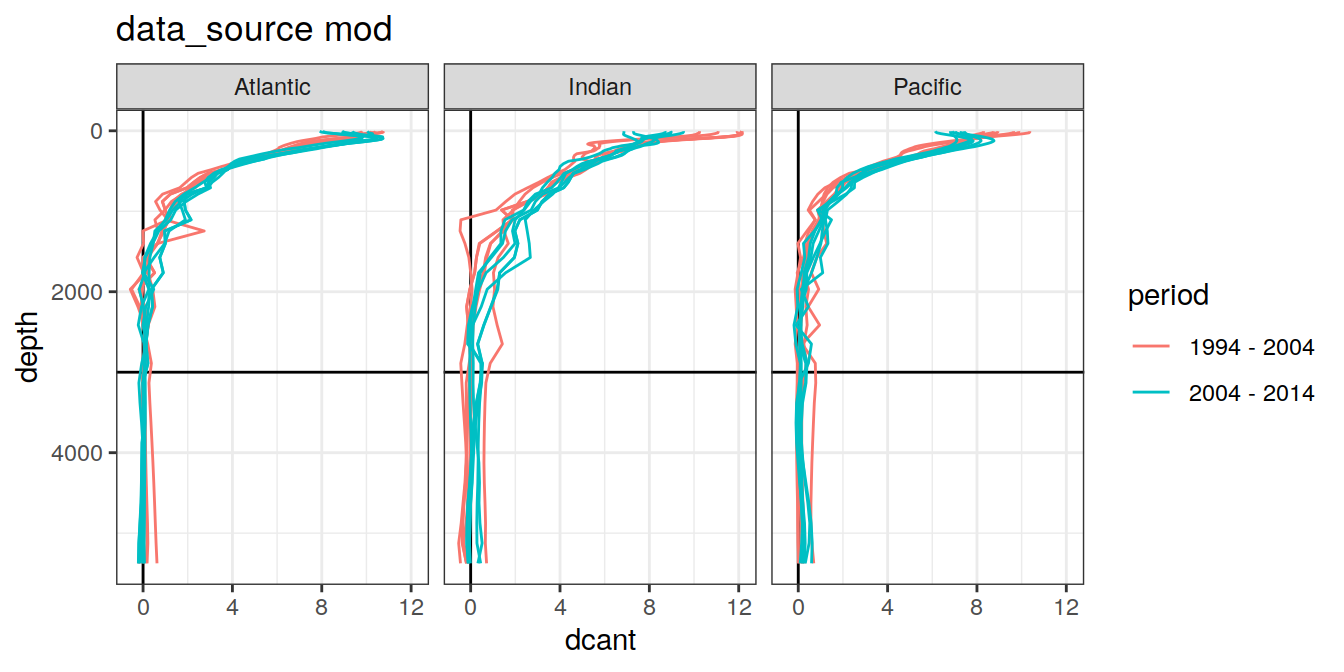 data_source mod
Atlantic Indian Pacific
0
2000
4000
depth
0 4 8 12 0 4 8 12 0 4 8 12
dcant
period
1994 - 2004
2004 - 2014